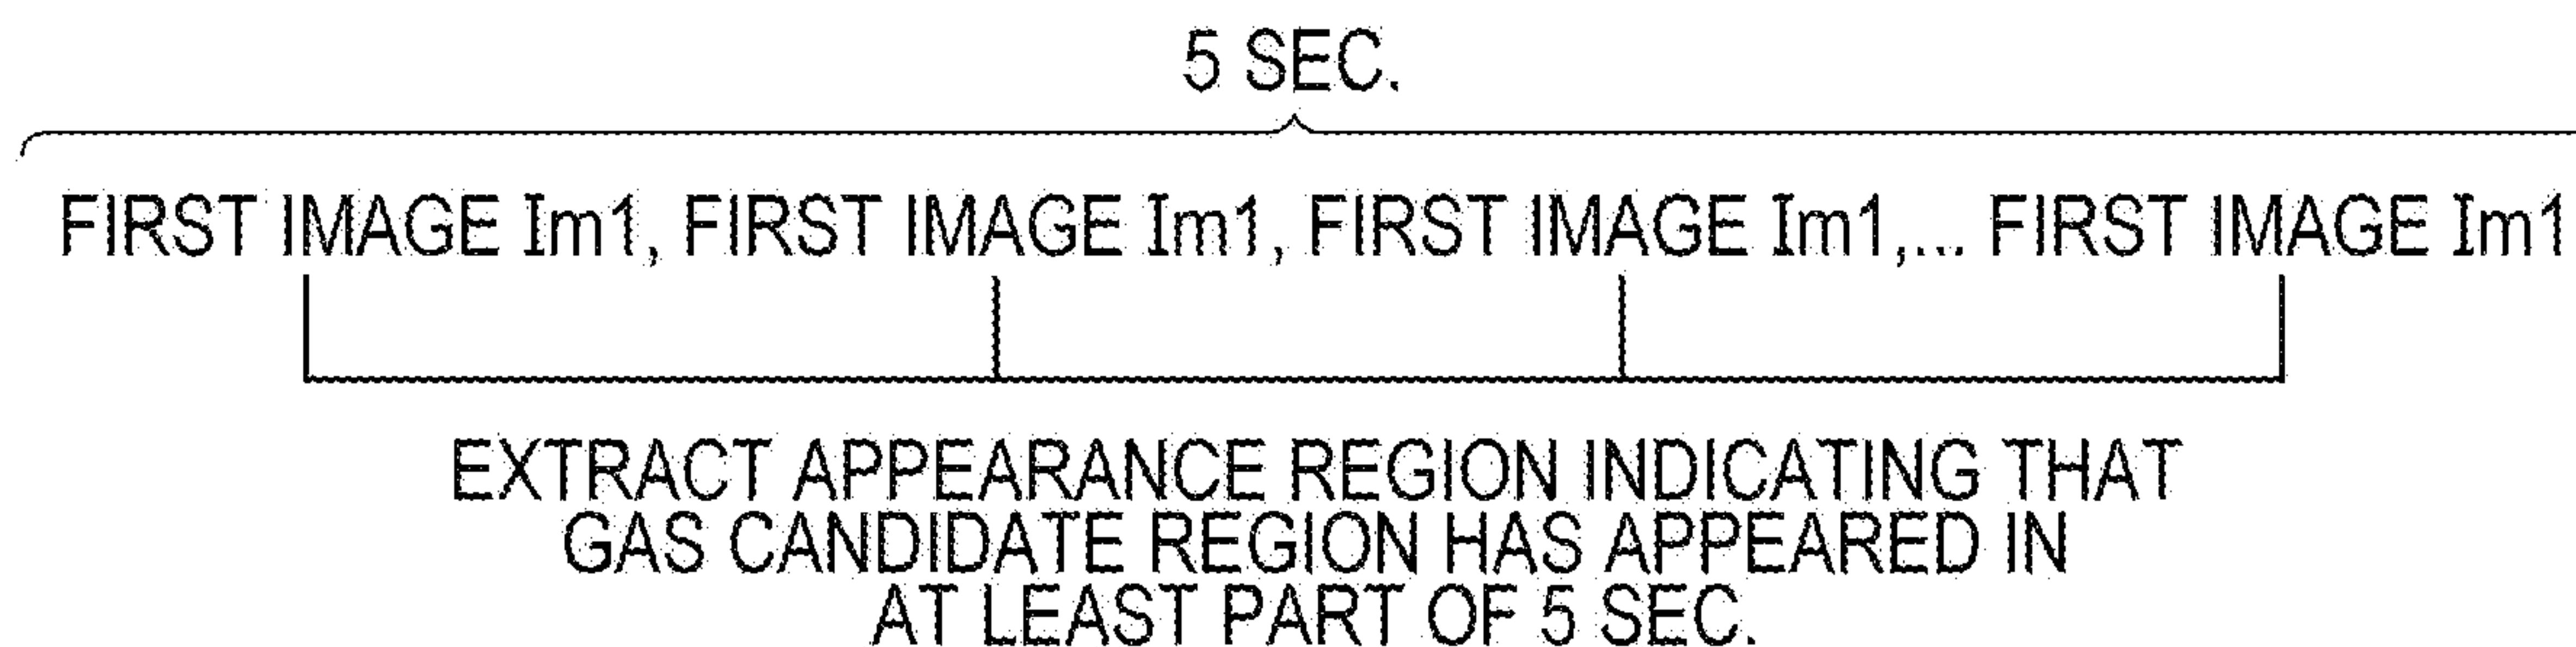 5 SEC.
FIRST IMAGE Im1, FIRST IMAGE Im1, FIRST IMAGE Im1,... FIRST IMAGE Im1
EXTRACT APPEARANCE REGION INDICATING THAT
GAS CANDIDATE REGION HAS APPEARED IN
AT LEAST PART OF 5 SEC.